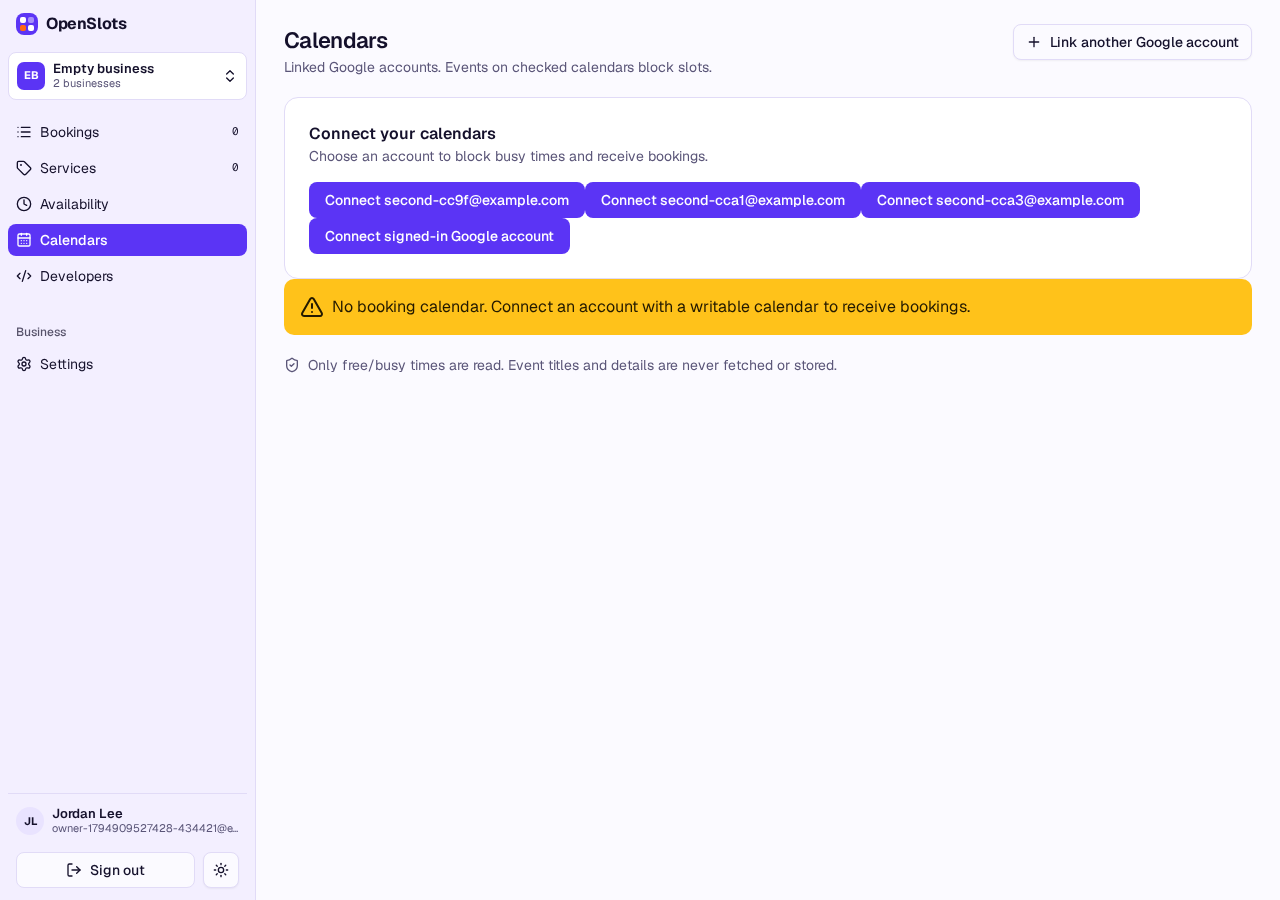 OpenSlots
EB
Empty business
2 businesses
Bookings 0
Services 0
Availability
Calendars
Developers
Business
Settings
JL
Jordan Lee
owner-1794909527428-434421@e...
Sign out
Calendars
Linked Google accounts. Events on checked calendars block slots.
Link another Google account
Connect your calendars
Choose an account to block busy times and receive bookings.
Connect second-cc9f@example.com
Connect second-cca1@example.com
Connect second-cca3@example.com
Connect signed-in Google account
No booking calendar. Connect an account with a writable calendar to receive bookings.
Only free/busy times are read. Event titles and details are never fetched or stored.